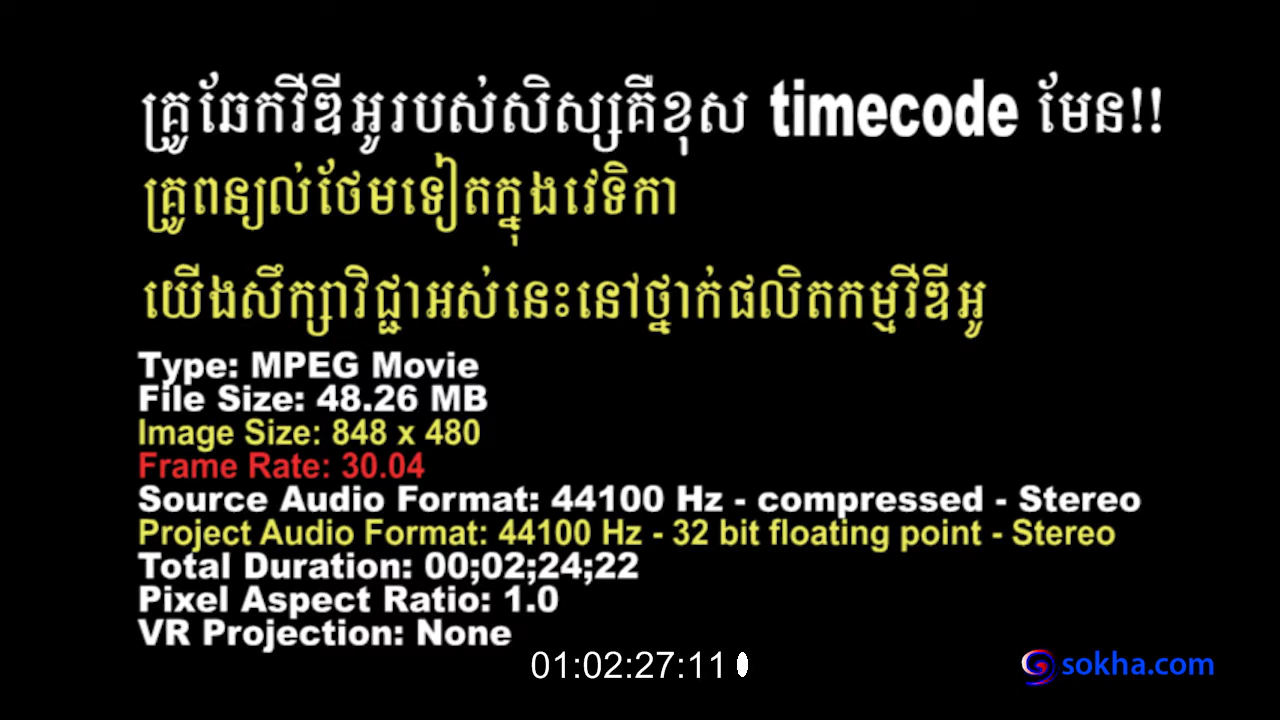 គ្រូឆែកវីឌីអូរបស់សិស្សគឺខុស timecode មែន!!
គ្រូពន្យល់ថែមទៀតក្នុងវេទិកា
យើងសឹក្សាវិជ្ជាអស់នេះនៅថ្នាក់ផលិតកម្មវីឌីអូ
Type: MPEG Movie
File Size: 48.26 MB
Image Size: 848 x 480
Frame Rate: 30.04
Source Audio Format: 44100 Hz - compressed - Stereo
Project Audio Format: 44100 Hz - 32 bit floating point - Stereo
Total Duration: 00;02;24;22
Pixel Aspect Ratio: 1.0
VR Projection: None
01:02:27:11
sokha.com